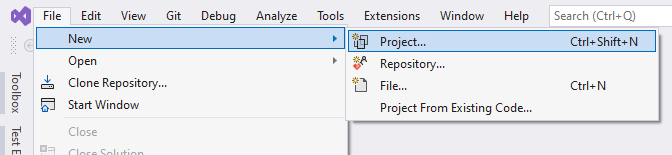 File View Git Debug Analyze Tools Extensions Window Help Search (Ctrl+Q)
New
Project... Ctrl+Shift+N
Open
Repository...
Clone Repository...
File... Ctrl+N
Start Window
Project From Existing Code...
Close
Close Solution
Toolbox
Test E